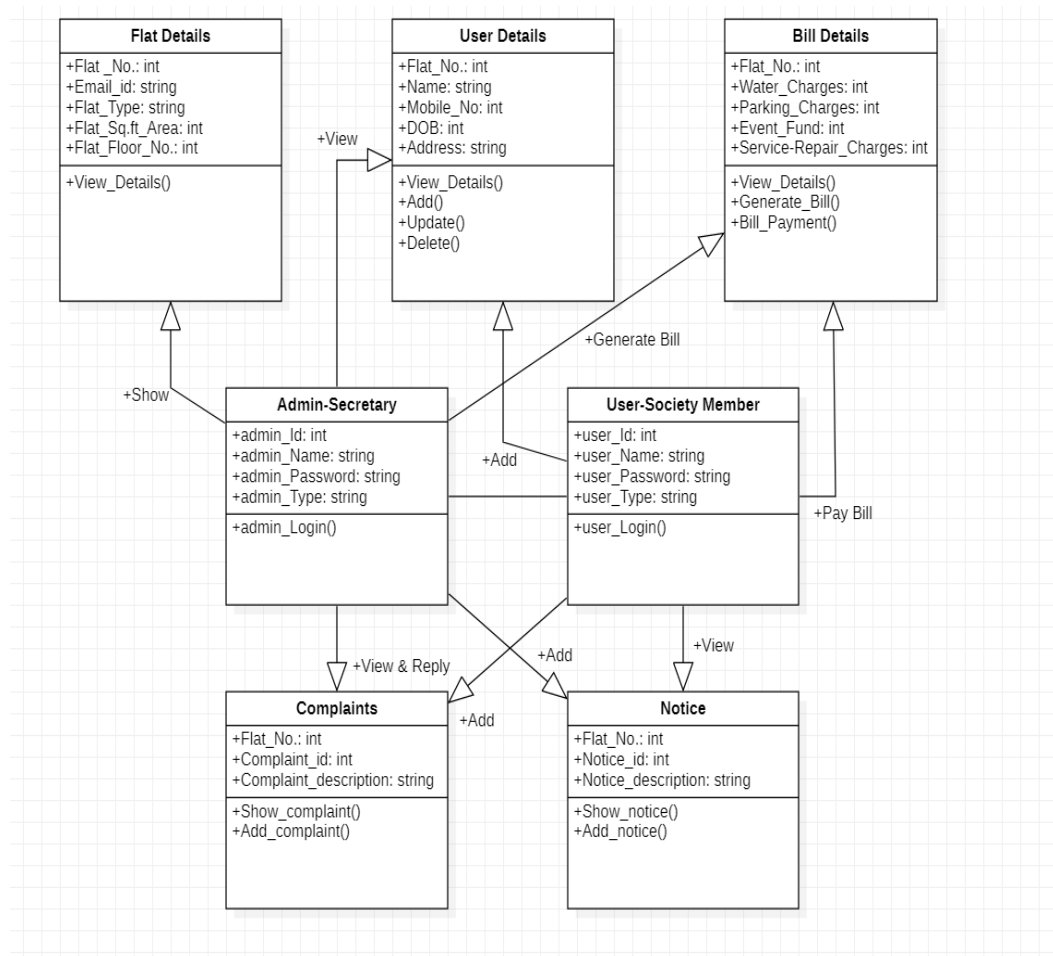 Flat Details
+Flat _No.: int
+Email_id: string
+Flat_Type: string
+Flat_Sq.ft_Area: int
+Flat_Floor_No.: int
+View_Details()
User Details
+Flat_No.: int
+Name: string
+Mobile_No: int
+DOB: int
+Address: string
+View_Details()
+Add()
+Update()
+Delete()
Bill Details
+Flat_No.: int
+Water_Charges: int
+Parking_Charges: int
+Event_Fund: int
+Service-Repair_Charges: int
+View_Details()
+Generate_Bill()
+Bill_Payment()
+View
+Generate Bill
+Show
+Add
+Pay Bill
Admin-Secretary
+admin_Id: int
+admin_Name: string
+admin_Password: string
+admin_Type: string
+admin_Login()
User-Society Member
+user_Id: int
+user_Name: string
+user_Password: string
+user_Type: string
+user_Login()
+View & Reply
+Add
+View
+Add
Complaints
+Flat_No.: int
+Complaint_id: int
+Complaint_description: string
+Show_complaint()
+Add_complaint()
Notice
+Flat_No.: int
+Notice_id: int
+Notice_description: string
+Show_notice()
+Add_notice()